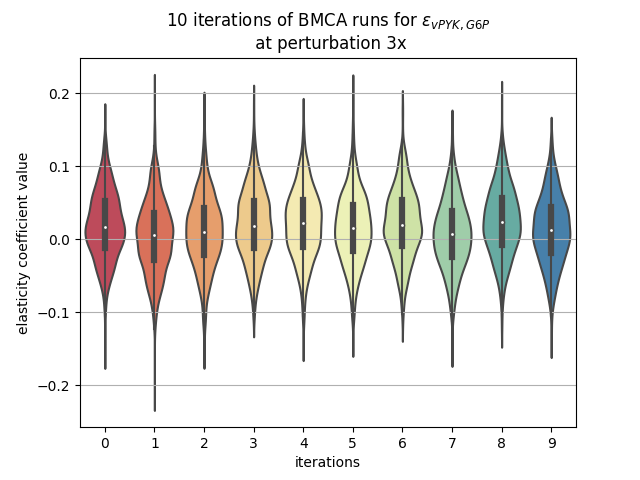 10 iterations of BMCA runs for ε_{vPYK, G6P}
at perturbation 3x
elasticity coefficient value
0.2
0.1
0.0
−0.1
−0.2
0 1 2 3 4 5 6 7 8 9
iterations